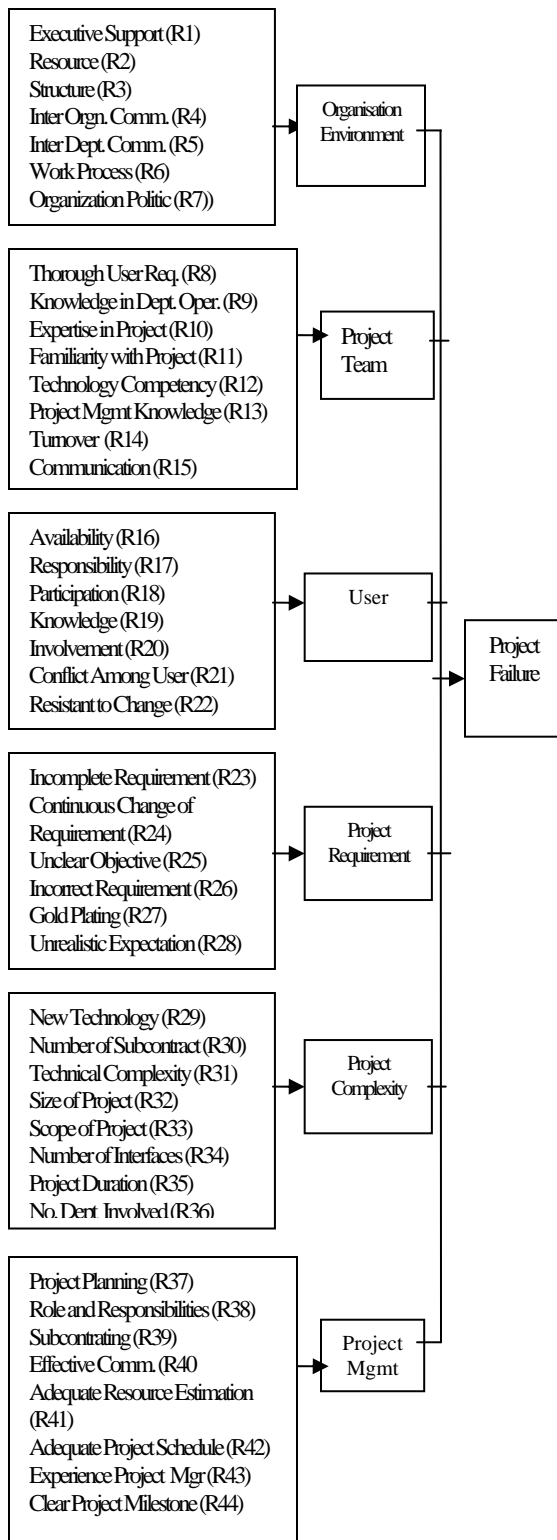 Executive Support (R1)
Resource (R2)
Structure (R3)
Inter Orgn. Comm. (R4)
Inter Dept. Comm. (R5)
Work Process (R6)
Organization Politic (R7))
Organisation
Environment
Thorough User Req. (R8)
Knowledge in Dept. Oper. (R9)
Expertise in Project (R10)
Familiarity with Project (R11)
Technology Competency (R12)
Project Mgmt Knowledge (R13)
Turnover (R14)
Communication (R15)
Project
Team
Availability (R16)
Responsibility (R17)
Participation (R18)
Knowledge (R19)
Involvement (R20)
Conflict Among User (R21)
Resistant to Change (R22)
User
Project
Failure
Incomplete Requirement (R23)
Continuous Change of
Requirement (R24)
Unclear Objective (R25)
Incorrect Requirement (R26)
Gold Plating (R27)
Unrealistic Expectation (R28)
Project
Requirement
New Technology (R29)
Number of Subcontract (R30)
Technical Complexity (R31)
Size of Project (R32)
Scope of Project (R33)
Number of Interfaces (R34)
Project Duration (R35)
No. Dept Involved (R36)
Project
Complexity
Project Planning (R37)
Role and Responsibilities (R38)
Subcontrating (R39)
Effective Comm. (R40
Adequate Resource Estimation
(R41)
Adequate Project Schedule (R42)
Experience Project Mgr (R43)
Clear Project Milestone (R44)
Project
Mgmt